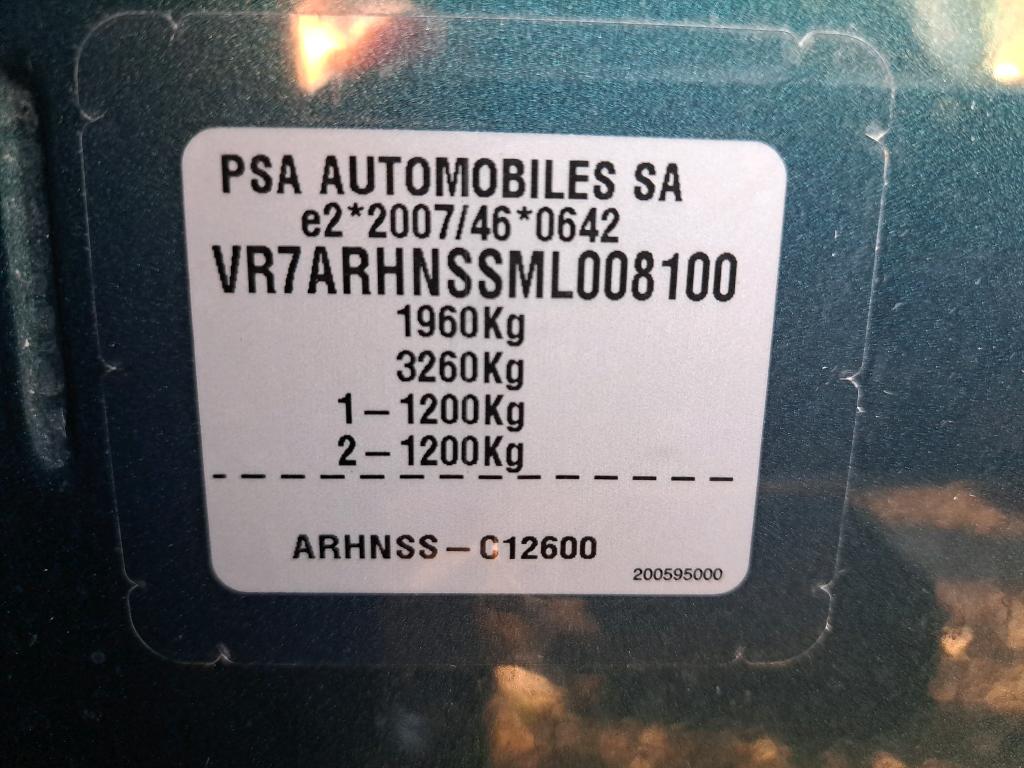 PSA AUTOMOBILES SA
e2*2007/46*0642
VR7ARHNSSML008100
1960Kg
3260Kg
1–1200Kg
2–1200Kg
ARHNSS–C12600
200595000